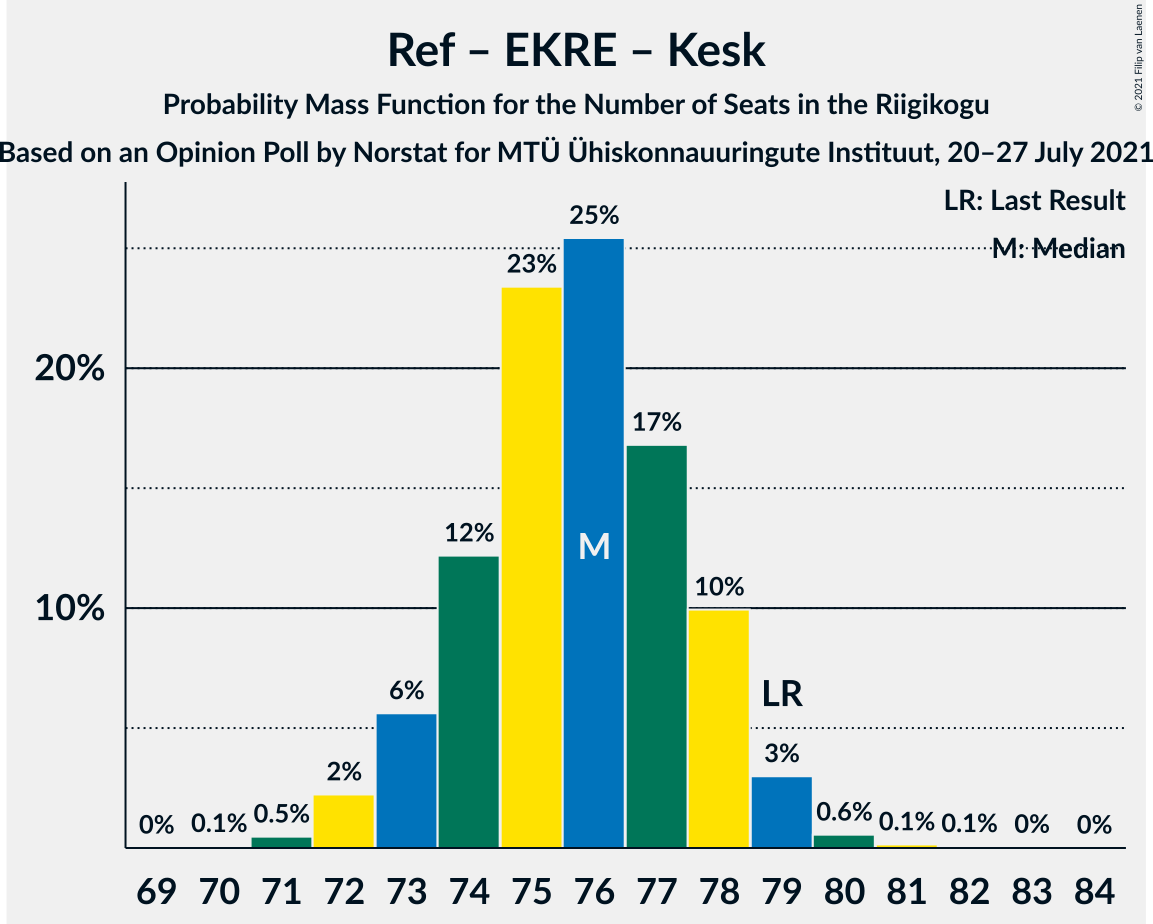 Ref – EKRE – Kesk
Probability Mass Function for the Number of Seats in the Riigikogu
Based on an Opinion Poll by Norstat for MTÜ Ühiskonnauuringute Instituut, 20–27 July 2021
© 2021 Filip van Laenen
LR: Last Result
M: Median
20%
10%
0% 0.1% 0.5% 2% 6% 12% 23% 25% 17% 10% 3% 0.6% 0.1% 0.1% 0% 0%
M
LR
69 70 71 72 73 74 75 76 77 78 79 80 81 82 83 84